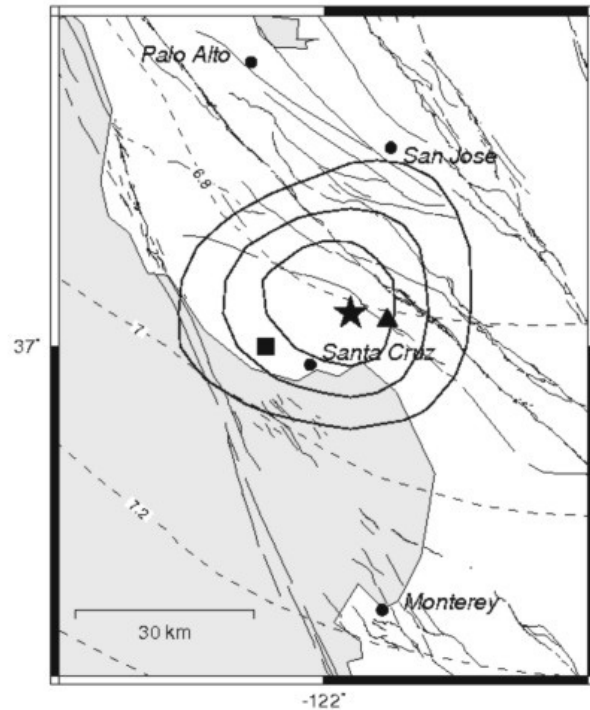 Palo Alto
San Jose
6.8
7
37°
Santa Cruz
7.2
Monterey
30 km
-122°